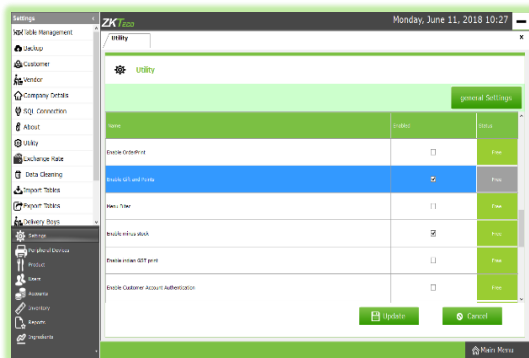 Settings
ZKTeco
Monday, June 11, 2018 10:27
Table Management
Backup
Customer
Vendor
Company Details
SQL Connection
About
Utility
Exchange Rate
Data Cleaning
Import Tables
Export Tables
Delivery Boys
Settings
Peripheral Devices
Product
Users
Accounts
Inventory
Reports
Ingredients
Utility
x
Utility
general Settings
Name
Enabled
Status
Enable OrderPrint
Free
Enable Gift and Points
Free
Free
Enable minus stock
Free
Enable Indian GST print
Free
Enable Customer Account Authentication
Free
Update
Cancel
Main Menu